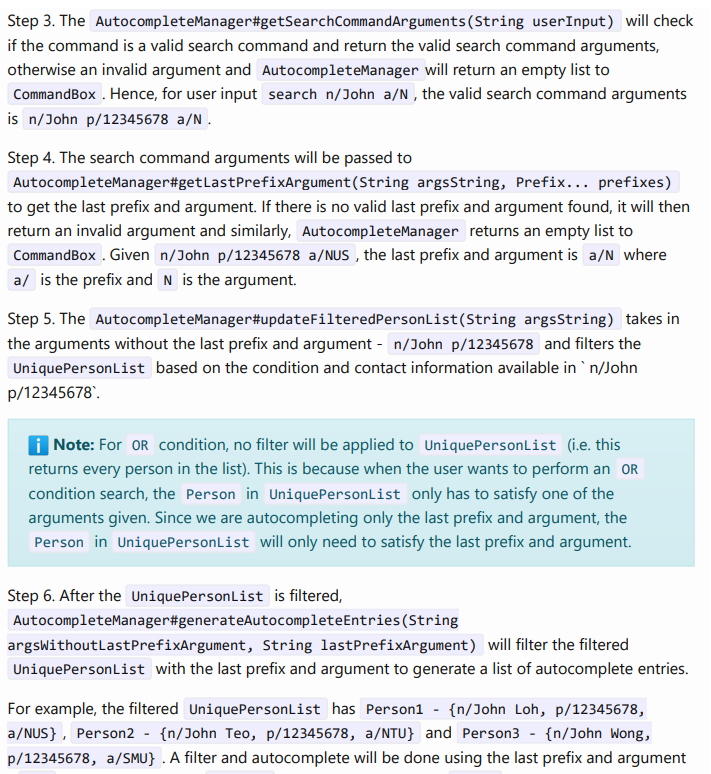 Step 3. The AutocompleteManager#getSearchCommandArguments(String userInput) will check
if the command is a valid search command and return the valid search command arguments,
otherwise an invalid argument and AutocompleteManager will return an empty list to
CommandBox . Hence, for user input search n/John a/N , the valid search command arguments
is n/John p/12345678 a/N .
Step 4. The search command arguments will be passed to
AutocompleteManager#getLastPrefixArgument(String argsString, Prefix... prefixes)
to get the last prefix and argument. If there is no valid last prefix and argument found, it will then
return an invalid argument and similarly, AutocompleteManager returns an empty list to
CommandBox . Given n/John p/12345678 a/NUS , the last prefix and argument is a/N where
a/ is the prefix and N is the argument.
Step 5. The AutocompleteManager#updateFilteredPersonList(String argsString) takes in
the arguments without the last prefix and argument - n/John p/12345678 and filters the
UniquePersonList based on the condition and contact information available in ` n/John
p/12345678`.
Note: For OR condition, no filter will be applied to UniquePersonList (i.e. this
returns every person in the list). This is because when the user wants to perform an OR
condition search, the Person in UniquePersonList only has to satisfy one of the
arguments given. Since we are autocompleting only the last prefix and argument, the
Person in UniquePersonList will only need to satisfy the last prefix and argument.
Step 6. After the UniquePersonList is filtered,
AutocompleteManager#generateAutocompleteEntries(String
argsWithoutLastPrefixArgument, String lastPrefixArgument) will filter the filtered
UniquePersonList with the last prefix and argument to generate a list of autocomplete entries.
For example, the filtered UniquePersonList has Person1 - {n/John Loh, p/12345678,
a/NUS} , Person2 - {n/John Teo, p/12345678, a/NTU} and Person3 - {n/John Wong,
p/12345678, a/SMU} . A filter and autocomplete will be done using the last prefix and argument